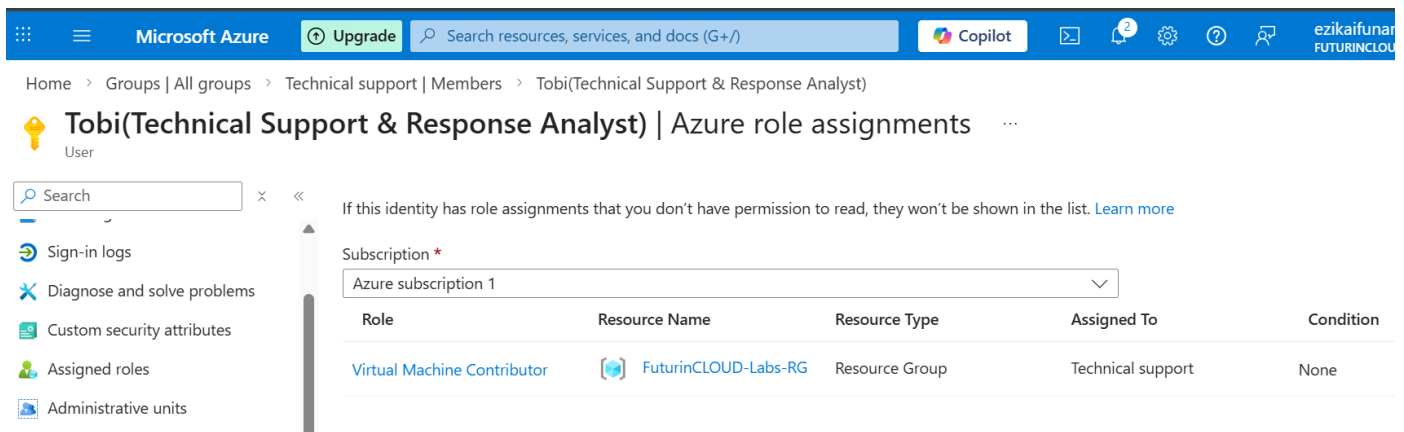 Microsoft Azure Upgrade Search resources, services, and docs (G+/) Copilot 2 ezikaifunar
FUTURINCLOU
Home > Groups | All groups > Technical support | Members > Tobi(Technical Support & Response Analyst)
Tobi(Technical Support & Response Analyst) | Azure role assignments ...
User
Search
If this identity has role assignments that you don't have permission to read, they won't be shown in the list. Learn more
Sign-in logs
Diagnose and solve problems
Custom security attributes
Assigned roles
Administrative units
Subscription *
Azure subscription 1
Role Resource Name Resource Type Assigned To Condition
Virtual Machine Contributor FuturinCLOUD-Labs-RG Resource Group Technical support None